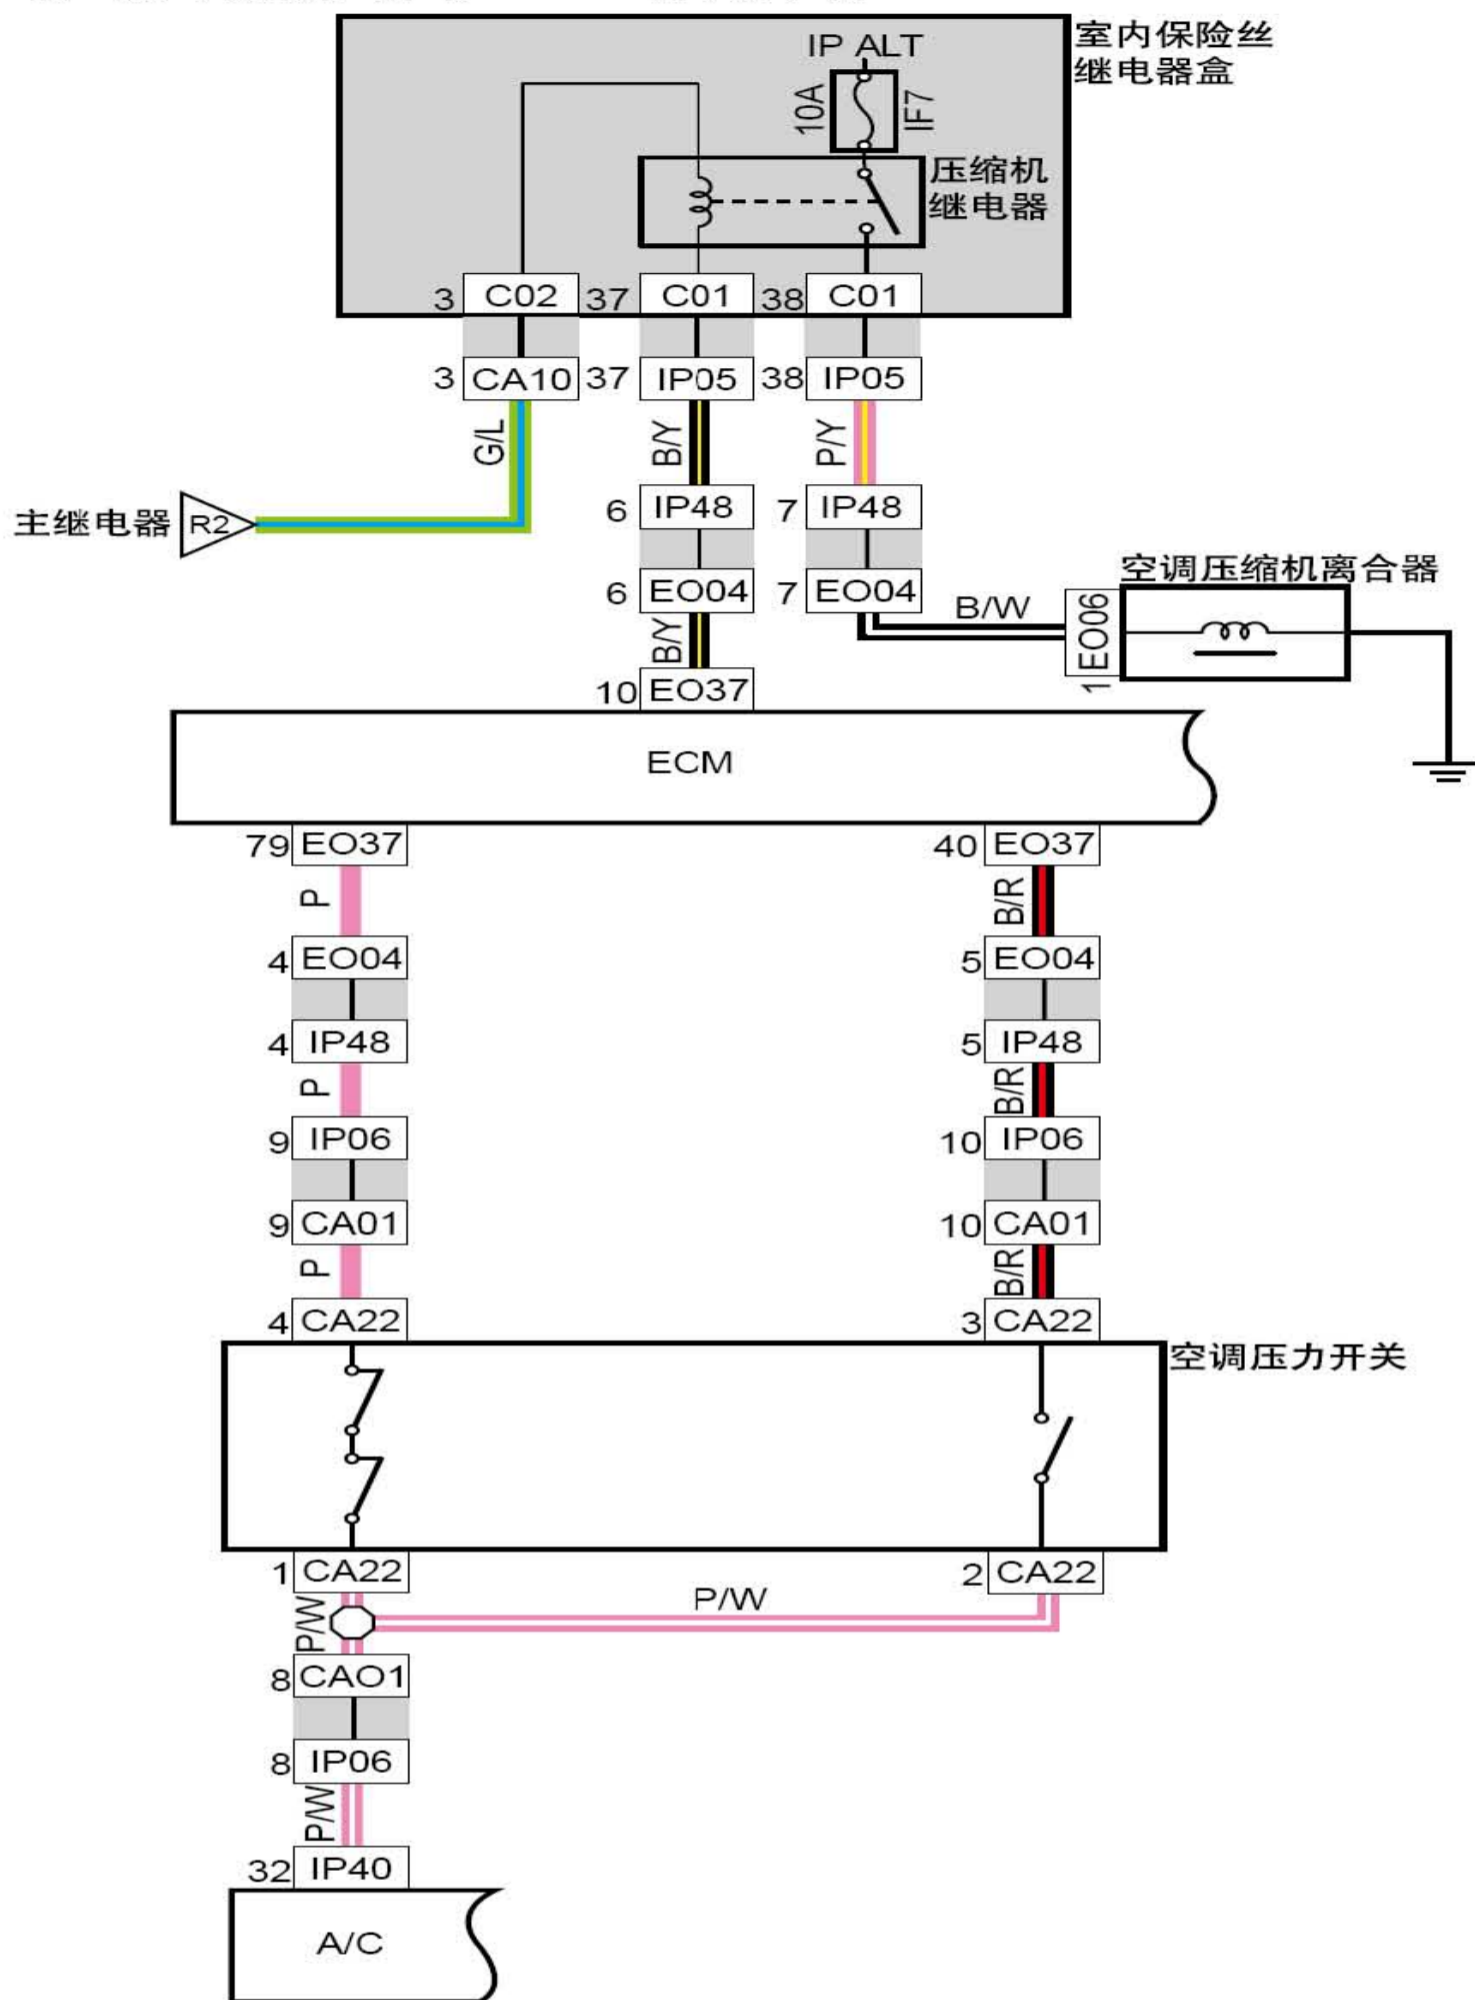 室内保险丝
继电器盒
IP ALT
10A
IF7
压缩机
继电器
3 C02 37 C01 38 C01
3 CA10 37 IP05 38 IP05
G/L
B/Y
P/Y
主继电器 R2
6 IP48 7 IP48
空调压缩机离合器
6 EO04 7 EO04
B/W
1 EO06
B/Y
10 EO37
ECM
79 EO37 40 EO37
P
B/R
4 EO04 5 EO04
4 IP48 5 IP48
P
B/R
9 IP06 10 IP06
9 CA01 10 CA01
P
B/R
4 CA22 3 CA22
空调压力开关
1 CA22 2 CA22
P/W
P/W
8 CAO1
8 IP06
P/W
32 IP40
A/C